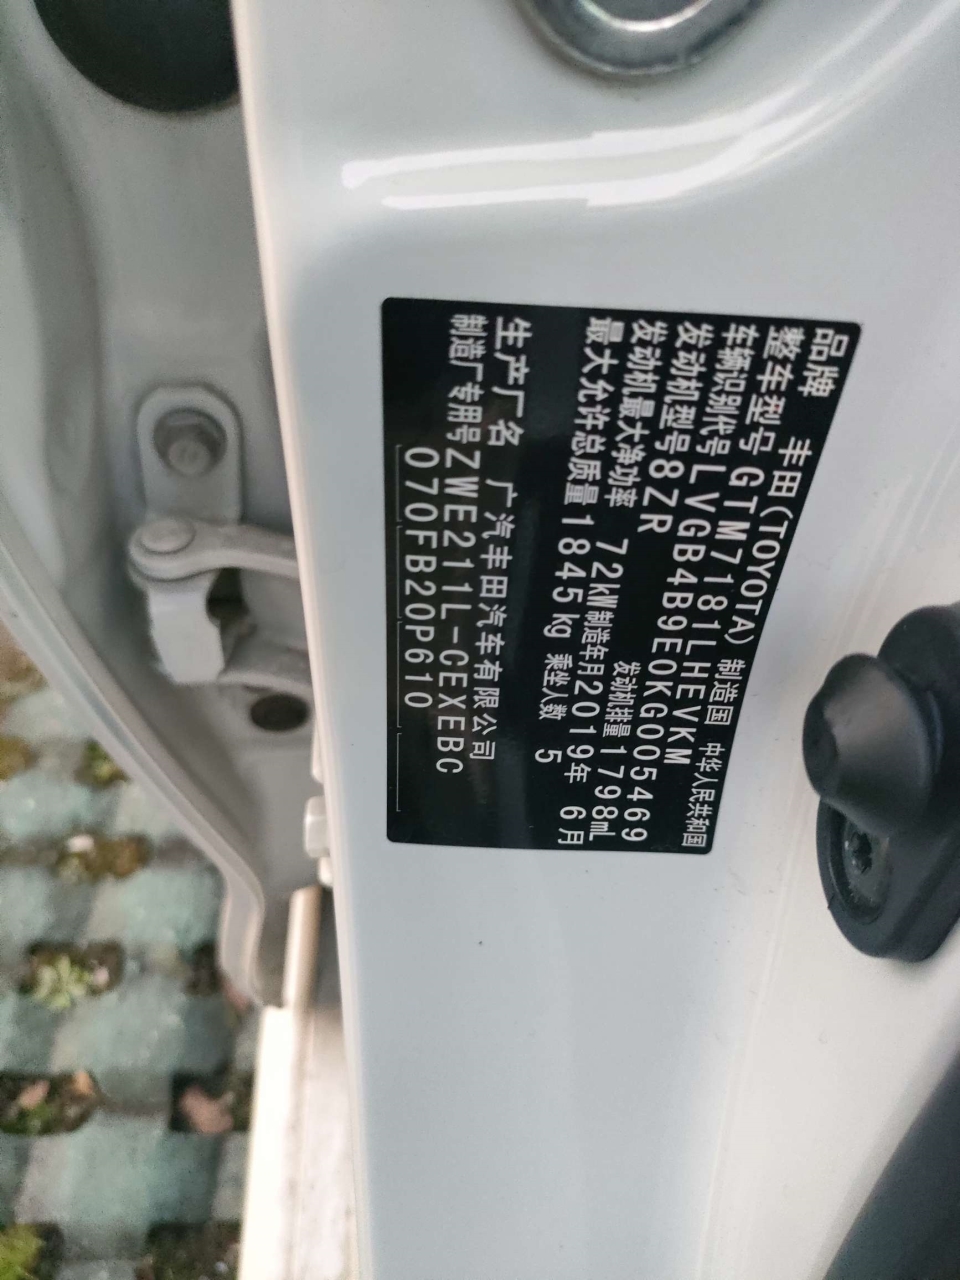 品牌 丰田(TOYOTA) 制造国 中华人民共和国
整车型号 GTM7181LHEVKM
车辆识别代号 LVGB4B9E0KG005469
发动机型号 8ZR 发动机排量 1798mL
发动机最大净功率 72kW 制造年月 2019年 6月
最大允许总质量 1845kg 乘坐人数 5
生产厂名 广汽丰田汽车有限公司
制造厂专用号 ZWE211L-CEXEBC
070FB20P610